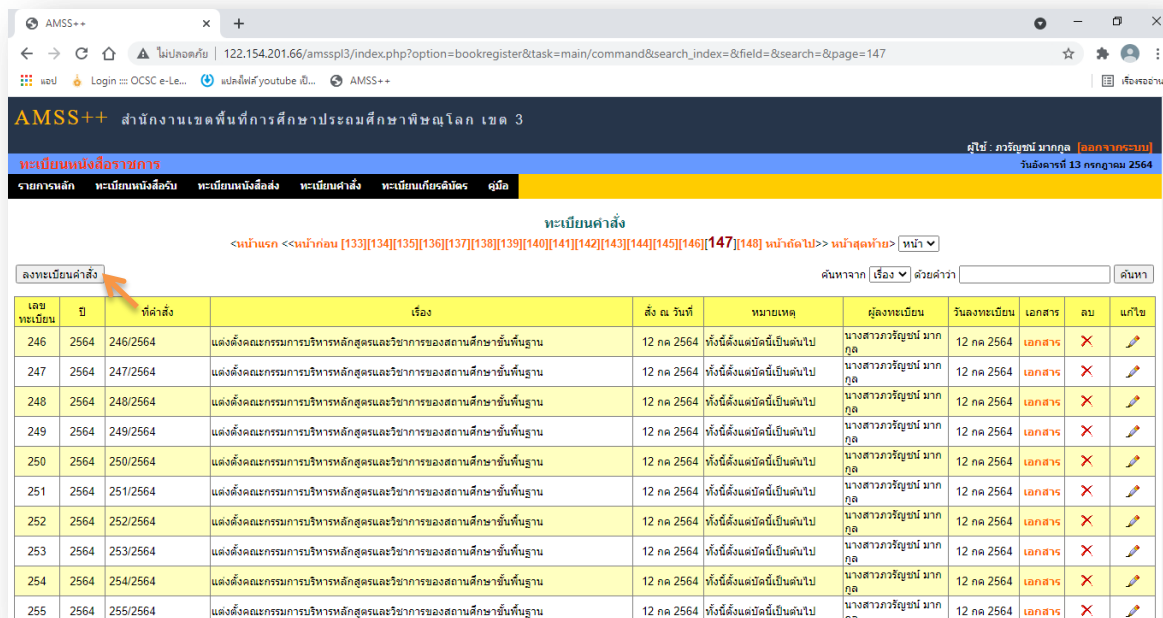 AMSS++
ไม่ปลอดภัย | 122.154.201.66/amsspl3/index.php?option=bookregister&task=main/command&search_index=&field=&search=&page=147
แอป Login :::: OCSC e-Le... แปลงไฟล์ youtube เป็... AMSS++ เรื่องรออ่าน
AMSS++ สำนักงานเขตพื้นที่การศึกษาประถมศึกษาพิษณุโลก เขต 3
ผู้ใช้ : ภวรัญชน์ มากกูล [ออกจากระบบ]
ทะเบียนหนังสือราชการ วันอังคารที่ 13 กรกฎาคม 2564
รายการหลัก ทะเบียนหนังสือรับ ทะเบียนหนังสือส่ง ทะเบียนคำสั่ง ทะเบียนเกียรติบัตร คู่มือ
ทะเบียนคำสั่ง
<หน้าแรก <<หน้าก่อน [133][134][135][136][137][138][139][140][141][142][143][144][145][146][147][148] หน้าถัดไป>> หน้าสุดท้าย> หน้า
ลงทะเบียนคำสั่ง ค้นหาจาก เรื่อง ด้วยคำว่า ค้นหา
เลขทะเบียน ปี ที่คำสั่ง เรื่อง สั่ง ณ วันที่ หมายเหตุ ผู้ลงทะเบียน วันลงทะเบียน เอกสาร ลบ แก้ไข
246 2564 246/2564 แต่งตั้งคณะกรรมการบริหารหลักสูตรและวิชาการของสถานศึกษาขั้นพื้นฐาน 12 กค 2564 ทั้งนี้ตั้งแต่บัดนี้เป็นต้นไป นางสาวภวรัญชน์ มากกูล 12 กค 2564 เอกสาร
247 2564 247/2564 แต่งตั้งคณะกรรมการบริหารหลักสูตรและวิชาการของสถานศึกษาขั้นพื้นฐาน 12 กค 2564 ทั้งนี้ตั้งแต่บัดนี้เป็นต้นไป นางสาวภวรัญชน์ มากกูล 12 กค 2564 เอกสาร
248 2564 248/2564 แต่งตั้งคณะกรรมการบริหารหลักสูตรและวิชาการของสถานศึกษาขั้นพื้นฐาน 12 กค 2564 ทั้งนี้ตั้งแต่บัดนี้เป็นต้นไป นางสาวภวรัญชน์ มากกูล 12 กค 2564 เอกสาร
249 2564 249/2564 แต่งตั้งคณะกรรมการบริหารหลักสูตรและวิชาการของสถานศึกษาขั้นพื้นฐาน 12 กค 2564 ทั้งนี้ตั้งแต่บัดนี้เป็นต้นไป นางสาวภวรัญชน์ มากกูล 12 กค 2564 เอกสาร
250 2564 250/2564 แต่งตั้งคณะกรรมการบริหารหลักสูตรและวิชาการของสถานศึกษาขั้นพื้นฐาน 12 กค 2564 ทั้งนี้ตั้งแต่บัดนี้เป็นต้นไป นางสาวภวรัญชน์ มากกูล 12 กค 2564 เอกสาร
251 2564 251/2564 แต่งตั้งคณะกรรมการบริหารหลักสูตรและวิชาการของสถานศึกษาขั้นพื้นฐาน 12 กค 2564 ทั้งนี้ตั้งแต่บัดนี้เป็นต้นไป นางสาวภวรัญชน์ มากกูล 12 กค 2564 เอกสาร
252 2564 252/2564 แต่งตั้งคณะกรรมการบริหารหลักสูตรและวิชาการของสถานศึกษาขั้นพื้นฐาน 12 กค 2564 ทั้งนี้ตั้งแต่บัดนี้เป็นต้นไป นางสาวภวรัญชน์ มากกูล 12 กค 2564 เอกสาร
253 2564 253/2564 แต่งตั้งคณะกรรมการบริหารหลักสูตรและวิชาการของสถานศึกษาขั้นพื้นฐาน 12 กค 2564 ทั้งนี้ตั้งแต่บัดนี้เป็นต้นไป นางสาวภวรัญชน์ มากกูล 12 กค 2564 เอกสาร
254 2564 254/2564 แต่งตั้งคณะกรรมการบริหารหลักสูตรและวิชาการของสถานศึกษาขั้นพื้นฐาน 12 กค 2564 ทั้งนี้ตั้งแต่บัดนี้เป็นต้นไป นางสาวภวรัญชน์ มากกูล 12 กค 2564 เอกสาร
255 2564 255/2564 แต่งตั้งคณะกรรมการบริหารหลักสูตรและวิชาการของสถานศึกษาขั้นพื้นฐาน 12 กค 2564 ทั้งนี้ตั้งแต่บัดนี้เป็นต้นไป นางสาวภวรัญชน์ มาก 12 กค 2564 เอกสาร